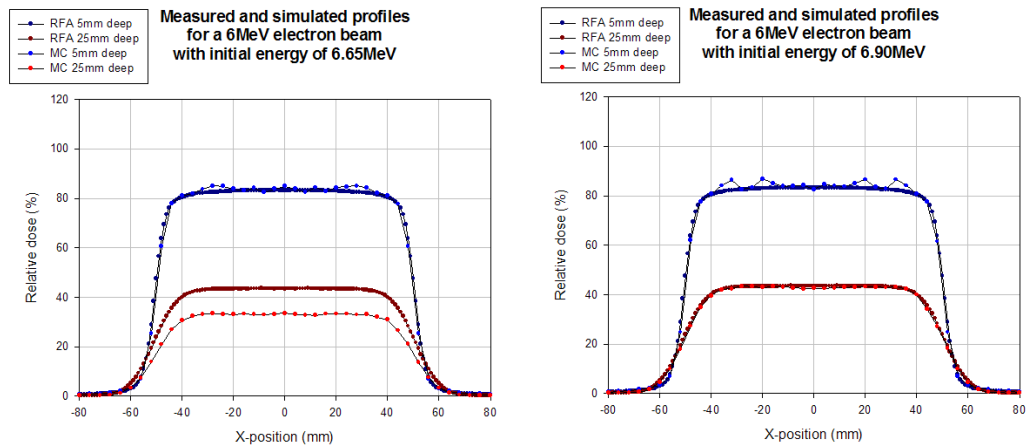 RFA 5mm deep
RFA 25mm deep
MC 5mm deep
MC 25mm deep
Measured and simulated profiles
for a 6MeV electron beam
with initial energy of 6.65MeV
120
100
80
60
40
20
0
-80
-60
-40
-20
0
20
40
60
80
Relative dose (%)
X-position (mm)
RFA 5mm deep
RFA 25mm deep
MC 5mm deep
MC 25mm deep
Measured and simulated profiles
for a 6MeV electron beam
with initial energy of 6.90MeV
120
100
80
60
40
20
0
-80
-60
-40
-20
0
20
40
60
80
Relative dose (%)
X-position (mm)